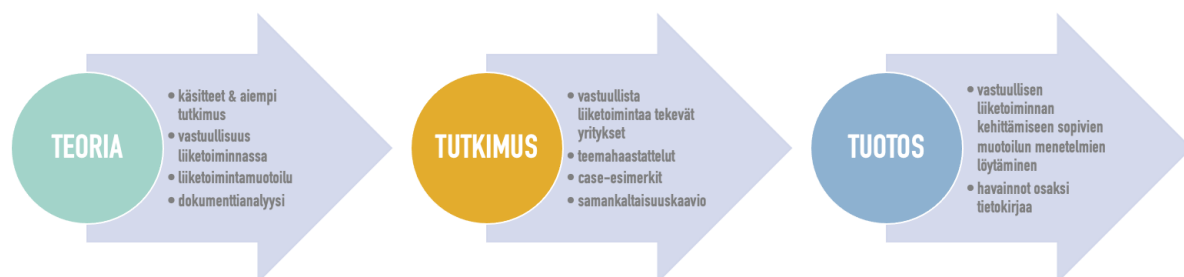 TEORIA
• käsitteet & aiempi
tutkimus
• vastuullisuus
liiketoiminnassa
• liiketoimintamuotoilu
• dokumenttianalyysi
TUTKIMUS
• vastuullista
liiketoimintaa tekevät
yritykset
• teemahaastattelut
• case-esimerkit
• samankaltaisuuskaavio
TUOTOS
• vastuullisen
liiketoiminnan
kehittämiseen sopivien
muotoilun menetelmien
löytäminen
• havainnot osaksi
tietokirjaa